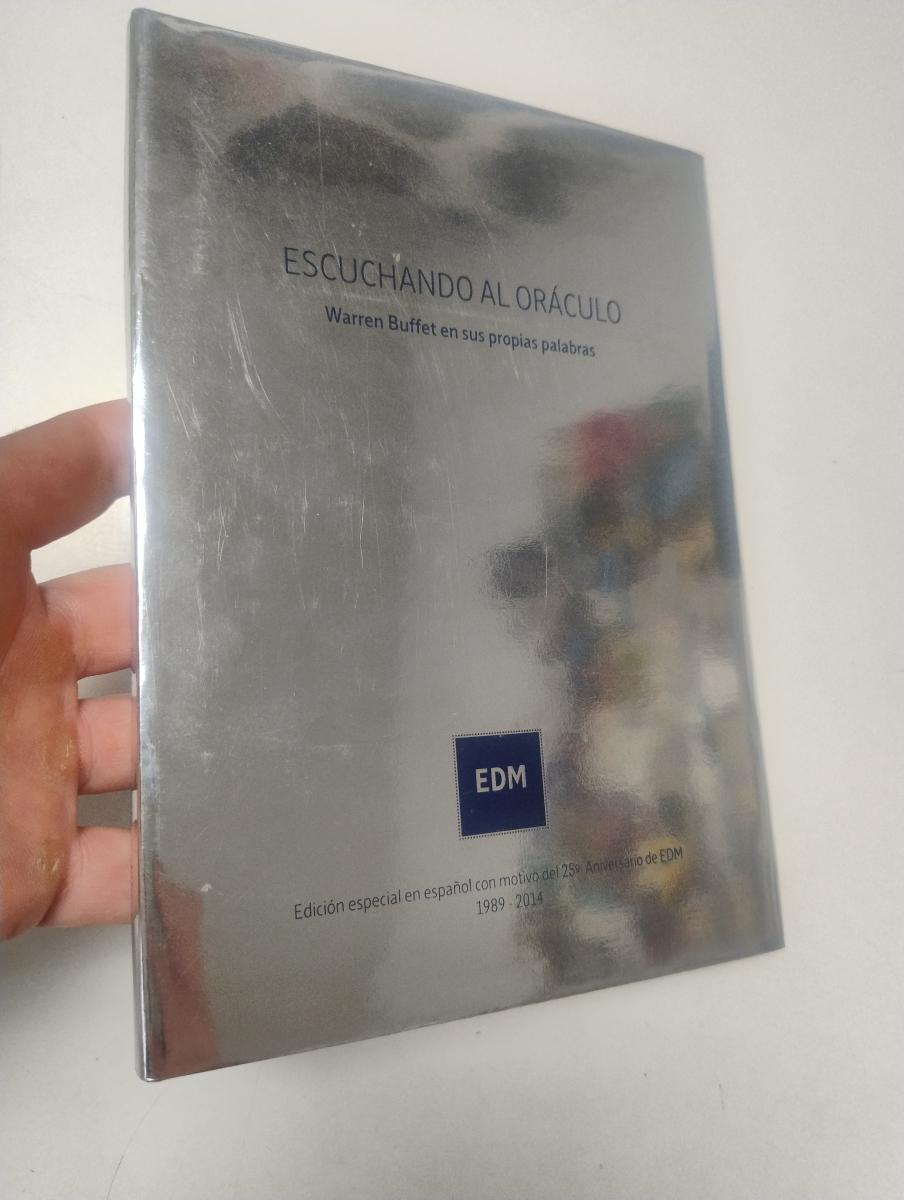 ESCUCHANDO AL ORÁCULO
Warren Buffet en sus propias palabras
EDM
Edición especial en español con motivo del 25º Aniversario de EDM
1989 - 2014